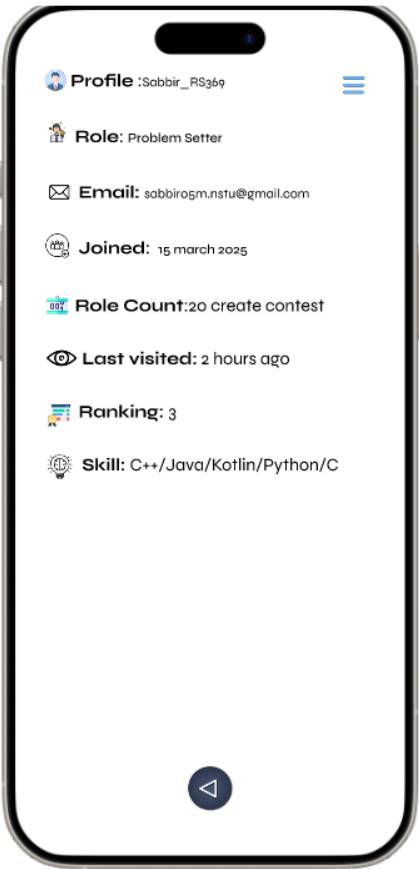 Profile :Sabbir_RS369
Role: Problem Setter
Email: sabbir05m.nstu@gmail.com
Joined: 15 march 2025
Role Count:20 create contest
Last visited: 2 hours ago
Ranking: 3
Skill: C++/Java/Kotlin/Python/C